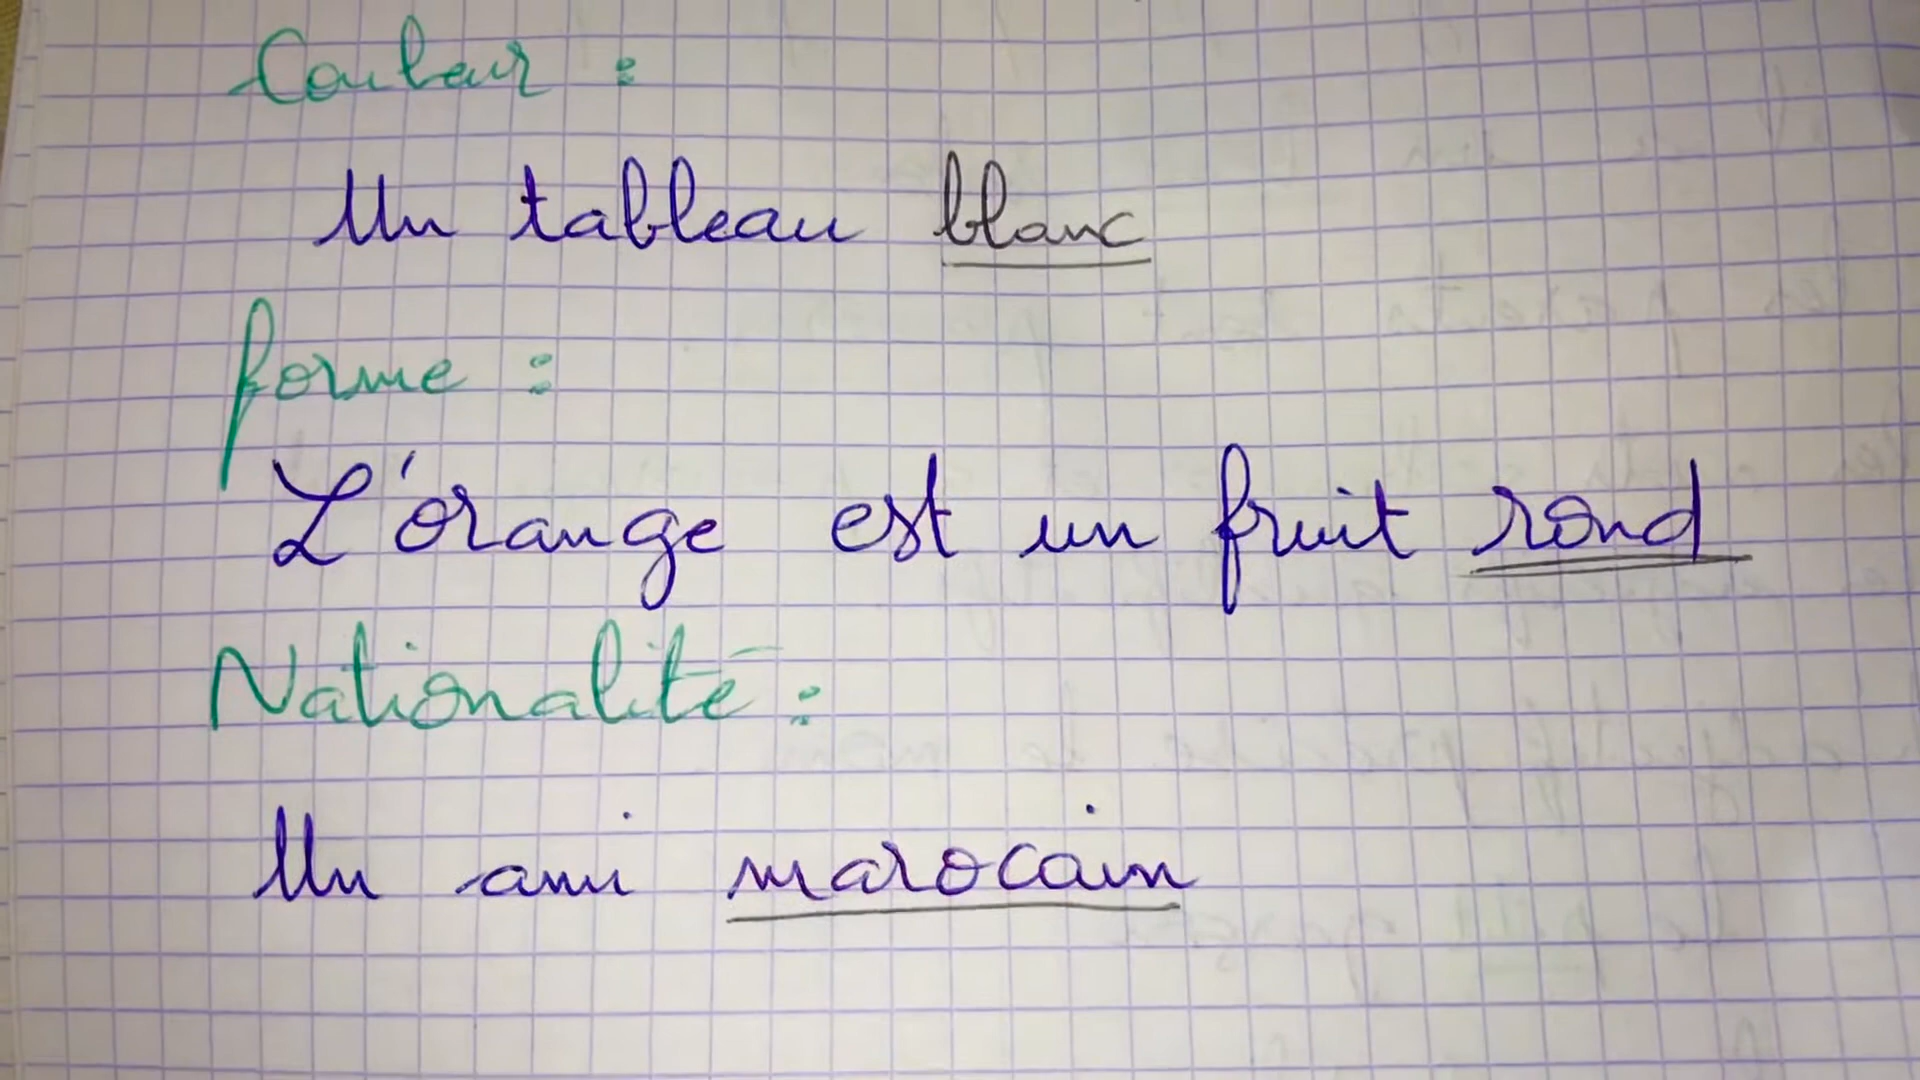 Couleur :
Un tableau blanc
forme :
L'orange est un fruit rond
Nationalité :
Un ami marocain